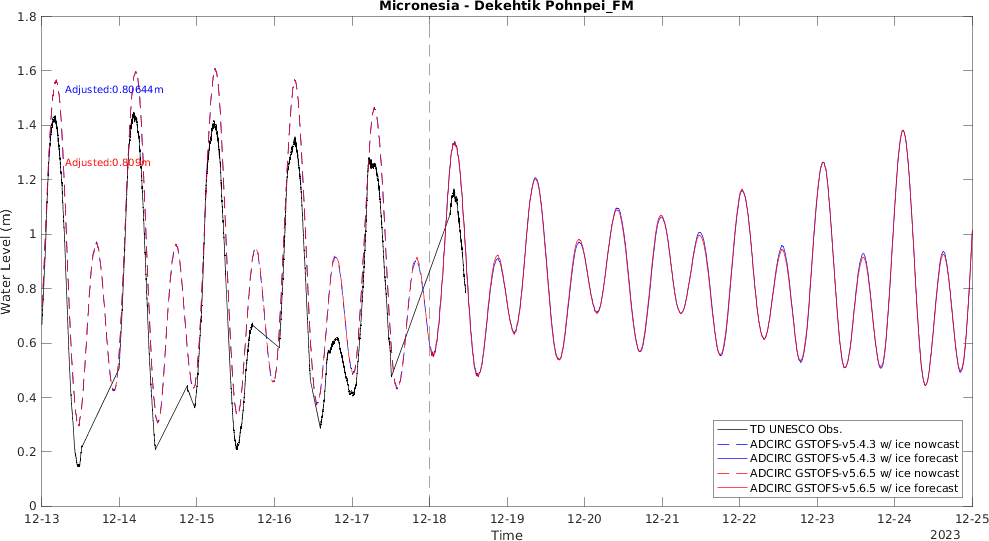 Micronesia - Dekehtik Pohnpei_FM
1.8
1.6
1.4
1.2
1
0.8
0.6
0.4
0.2
0
Water Level (m)
Adjusted:0.80644m
Adjusted:0.809m
TD UNESCO Obs.
ADCIRC GSTOFS-v5.4.3 w/ ice nowcast
ADCIRC GSTOFS-v5.4.3 w/ ice forecast
ADCIRC GSTOFS-v5.6.5 w/ ice nowcast
ADCIRC GSTOFS-v5.6.5 w/ ice forecast
12-13 12-14 12-15 12-16 12-17 12-18 12-19 12-20 12-21 12-22 12-23 12-24 12-25
Time
2023